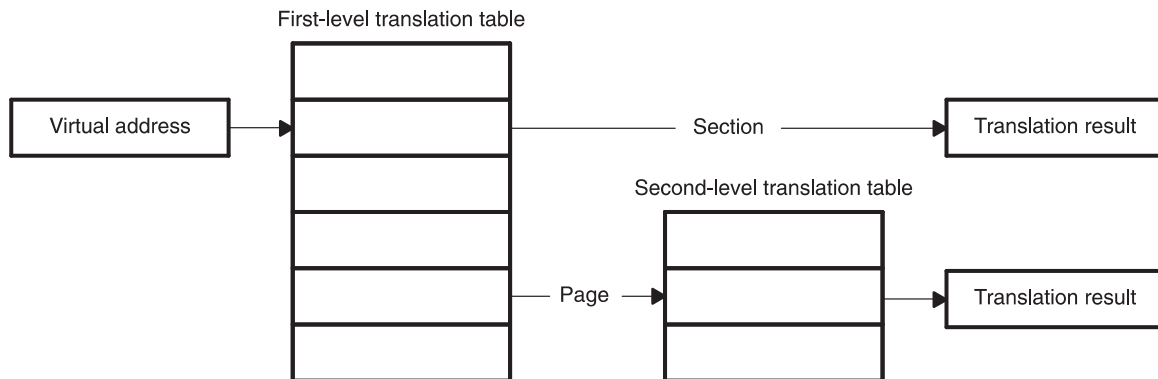 First-level translation table
Virtual address
Section
Translation result
Second-level translation table
Page
Translation result